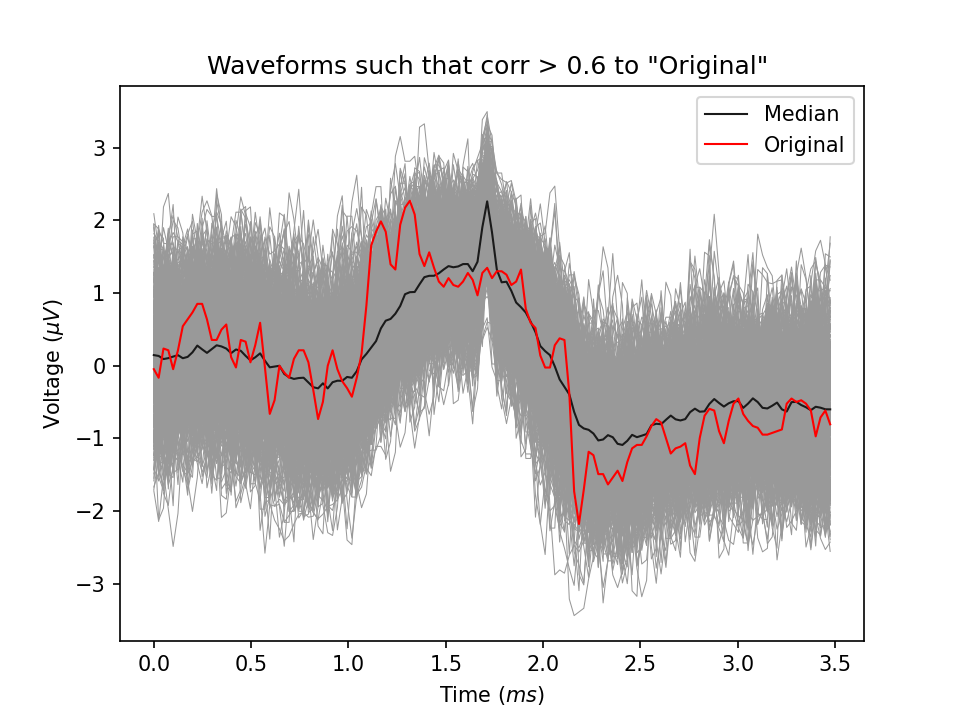 Waveforms such that corr > 0.6 to "Original"
Median
Original
3
2
1
0
−1
−2
−3
Voltage (μV)
0.0 0.5 1.0 1.5 2.0 2.5 3.0 3.5
Time (ms)